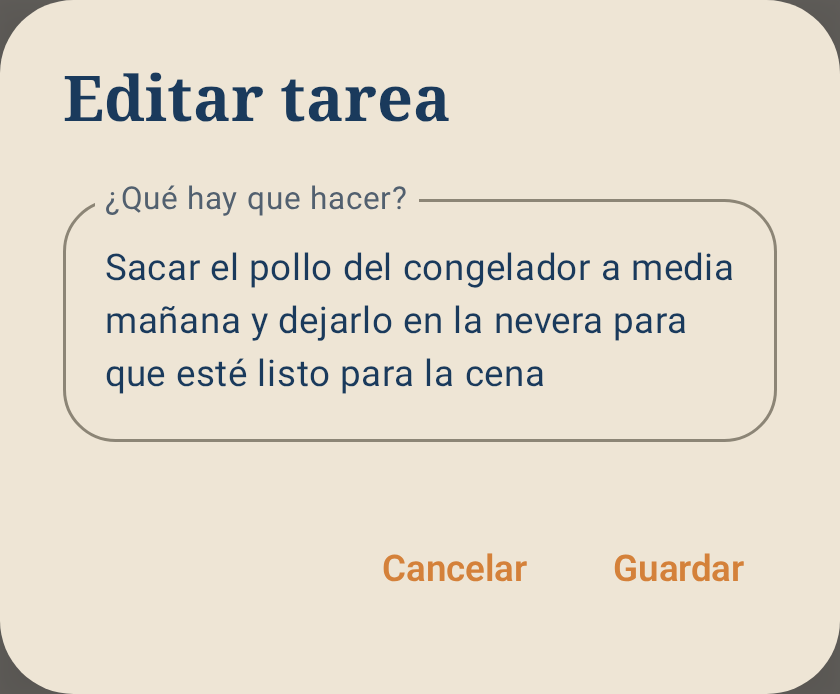 Editar tarea
¿Qué hay que hacer?
Sacar el pollo del congelador a media
mañana y dejarlo en la nevera para
que esté listo para la cena
Cancelar Guardar